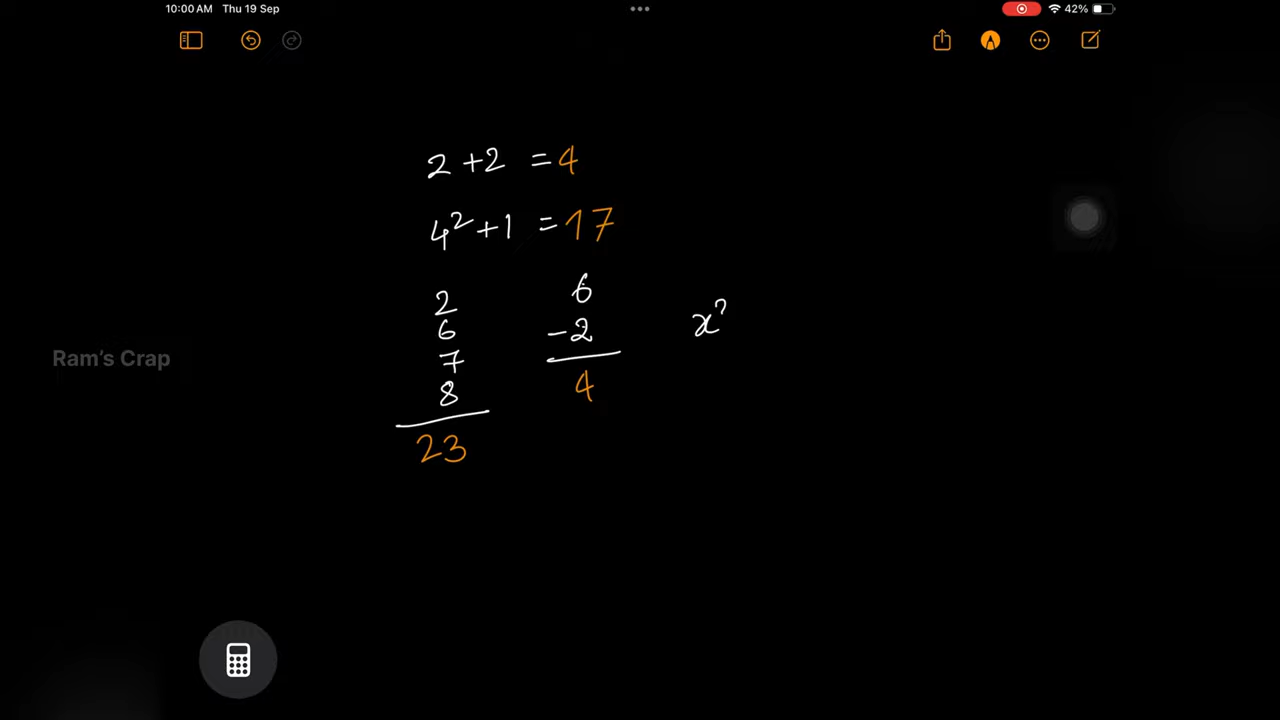 10:00 AM Thu 19 Sep
42%
2 + 2 = 4
4² + 1 = 17
2
6
7
8
23
6
-2
4
Ram's Crap